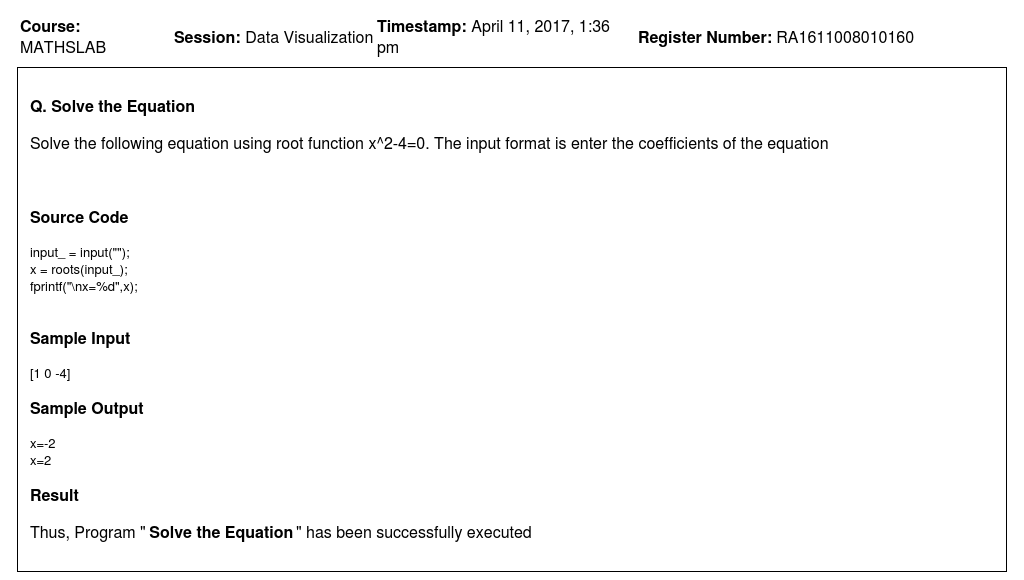 Course: MATHSLAB
Session: Data Visualization
Timestamp: April 11, 2017, 1:36 pm
Register Number: RA1611008010160
Q. Solve the Equation
Solve the following equation using root function x^2-4=0. The input format is enter the coefficients of the equation
Source Code
input_ = input("");
x = roots(input_);
fprintf("\nx=%d",x);
Sample Input
[1 0 -4]
Sample Output
x=-2
x=2
Result
Thus, Program " Solve the Equation " has been successfully executed